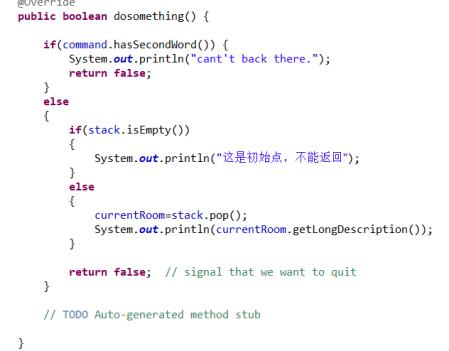 @Override
public boolean dosomething() {
if(command.hasSecondWord()) {
System.out.println("cant't back there.");
return false;
}
else
{
if(stack.isEmpty())
{
System.out.println("这是初始点，不能返回");
}
else
{
currentRoom=stack.pop();
System.out.println(currentRoom.getLongDescription());
}
return false;  // signal that we want to quit
}
// TODO Auto-generated method stub
}